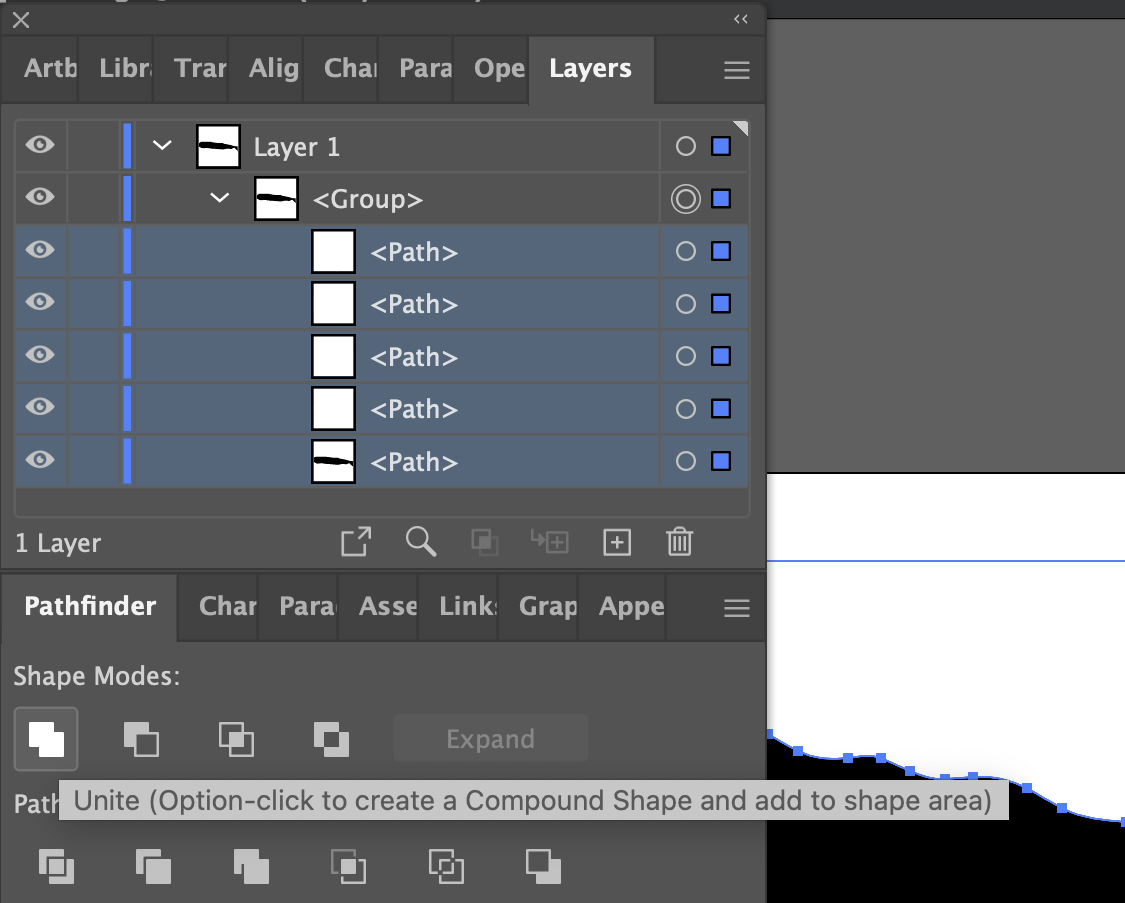 Artb Libr Tran Alig Char Para Ope Layers
Layer 1
<Group>
<Path>
<Path>
<Path>
<Path>
<Path>
1 Layer
Pathfinder Char Para Asse Links Grap Appe
Shape Modes:
Expand
Path
Unite (Option-click to create a Compound Shape and add to shape area)